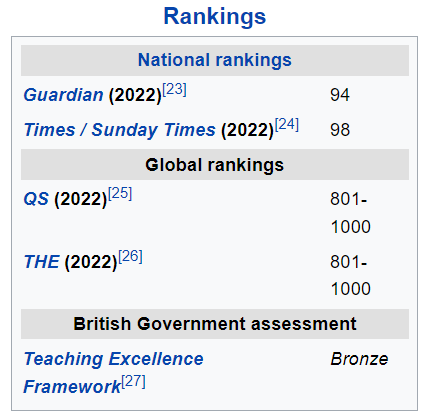 Rankings
National rankings
Guardian (2022)[23] 94
Times / Sunday Times (2022)[24] 98
Global rankings
QS (2022)[25] 801-
1000
THE (2022)[26] 801-
1000
British Government assessment
Teaching Excellence Bronze
Framework[27]